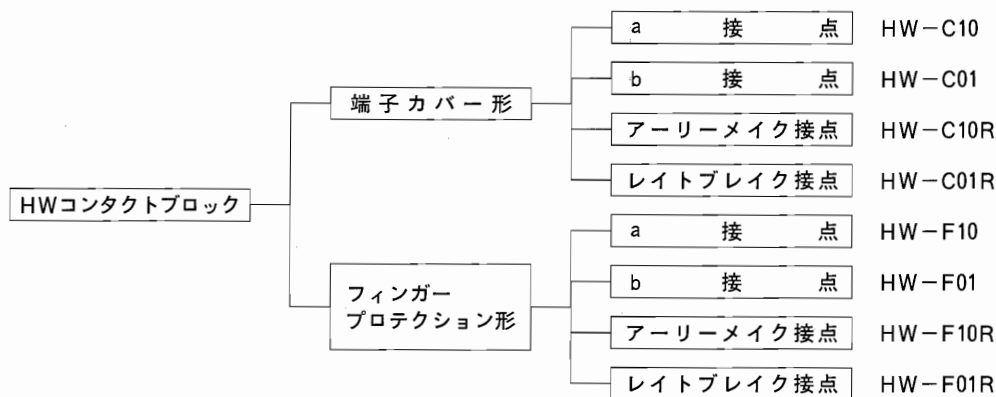 a 接 点 HW-C10
b 接 点 HW-C01
端子カバー形
アーリーメイク接点 HW-C10R
レイトブレイク接点 HW-C01R
HWコンタクトブロック
a 接 点 HW-F10
b 接 点 HW-F01
フィンガー
プロテクション形
アーリーメイク接点 HW-F10R
レイトブレイク接点 HW-F01R